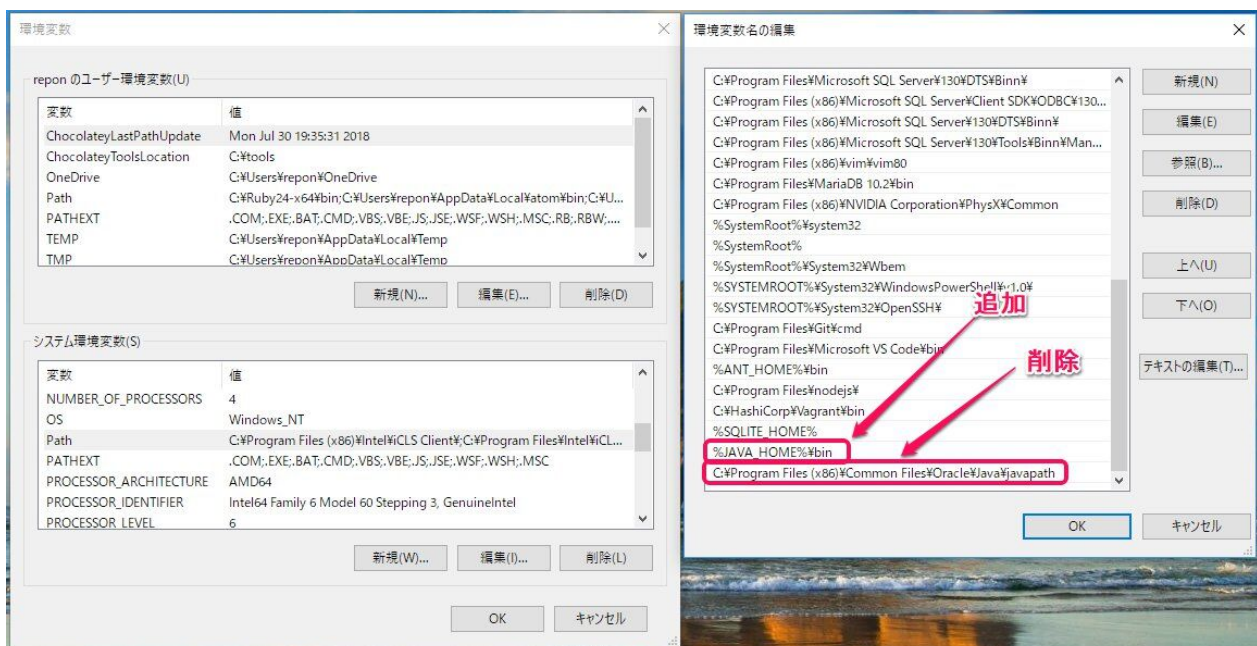 環境変数
repon のユーザー環境変数(U)
変数 値
ChocolateyLastPathUpdate Mon Jul 30 19:35:31 2018
ChocolateyToolsLocation C:¥tools
OneDrive C:¥Users¥repon¥OneDrive
Path C:¥Ruby24-x64¥bin;C:¥Users¥repon¥AppData¥Local¥atom¥bin;C:¥U...
PATHEXT .COM;.EXE;.BAT;.CMD;.VBS;.VBE;.JS;.JSE;.WSF;.WSH;.MSC;.RB;.RBW;....
TEMP C:¥Users¥repon¥AppData¥Local¥Temp
TMP C:¥Users¥repon¥AppData¥Local¥Temp
新規(N)... 編集(E)... 削除(D)
システム環境変数(S)
変数 値
NUMBER_OF_PROCESSORS 4
OS Windows_NT
Path C:¥Program Files (x86)¥Intel¥iCLS Client¥;C:¥Program Files¥Intel¥iCL...
PATHEXT .COM;.EXE;.BAT;.CMD;.VBS;.VBE;.JS;.JSE;.WSF;.WSH;.MSC
PROCESSOR_ARCHITECTURE AMD64
PROCESSOR_IDENTIFIER Intel64 Family 6 Model 60 Stepping 3, GenuineIntel
PROCESSOR_LEVEL 6
新規(W)... 編集(I)... 削除(L)
OK キャンセル
環境変数名の編集
C:¥Program Files¥Microsoft SQL Server¥130¥DTS¥Binn¥
C:¥Program Files (x86)¥Microsoft SQL Server¥Client SDK¥ODBC¥130...
C:¥Program Files (x86)¥Microsoft SQL Server¥130¥DTS¥Binn¥
C:¥Program Files (x86)¥Microsoft SQL Server¥130¥Tools¥Binn¥Man...
C:¥Program Files (x86)¥vim¥vim80
C:¥Program Files¥MariaDB 10.2¥bin
C:¥Program Files (x86)¥NVIDIA Corporation¥PhysX¥Common
%SystemRoot%¥system32
%SystemRoot%
%SystemRoot%¥System32¥Wbem
%SYSTEMROOT%¥System32¥WindowsPowerShell¥v1.0¥
%SYSTEMROOT%¥System32¥OpenSSH¥
C:¥Program Files¥Git¥cmd
C:¥Program Files¥Microsoft VS Code¥bin
%ANT_HOME%¥bin
C:¥Program Files¥nodejs¥
C:¥HashiCorp¥Vagrant¥bin
%SQLITE_HOME%
%JAVA_HOME%¥bin
C:¥Program Files (x86)¥Common Files¥Oracle¥Java¥javapath
追加
削除
新規(N)
編集(E)
参照(B)...
削除(D)
上へ(U)
下へ(O)
テキストの編集(T)...
OK キャンセル